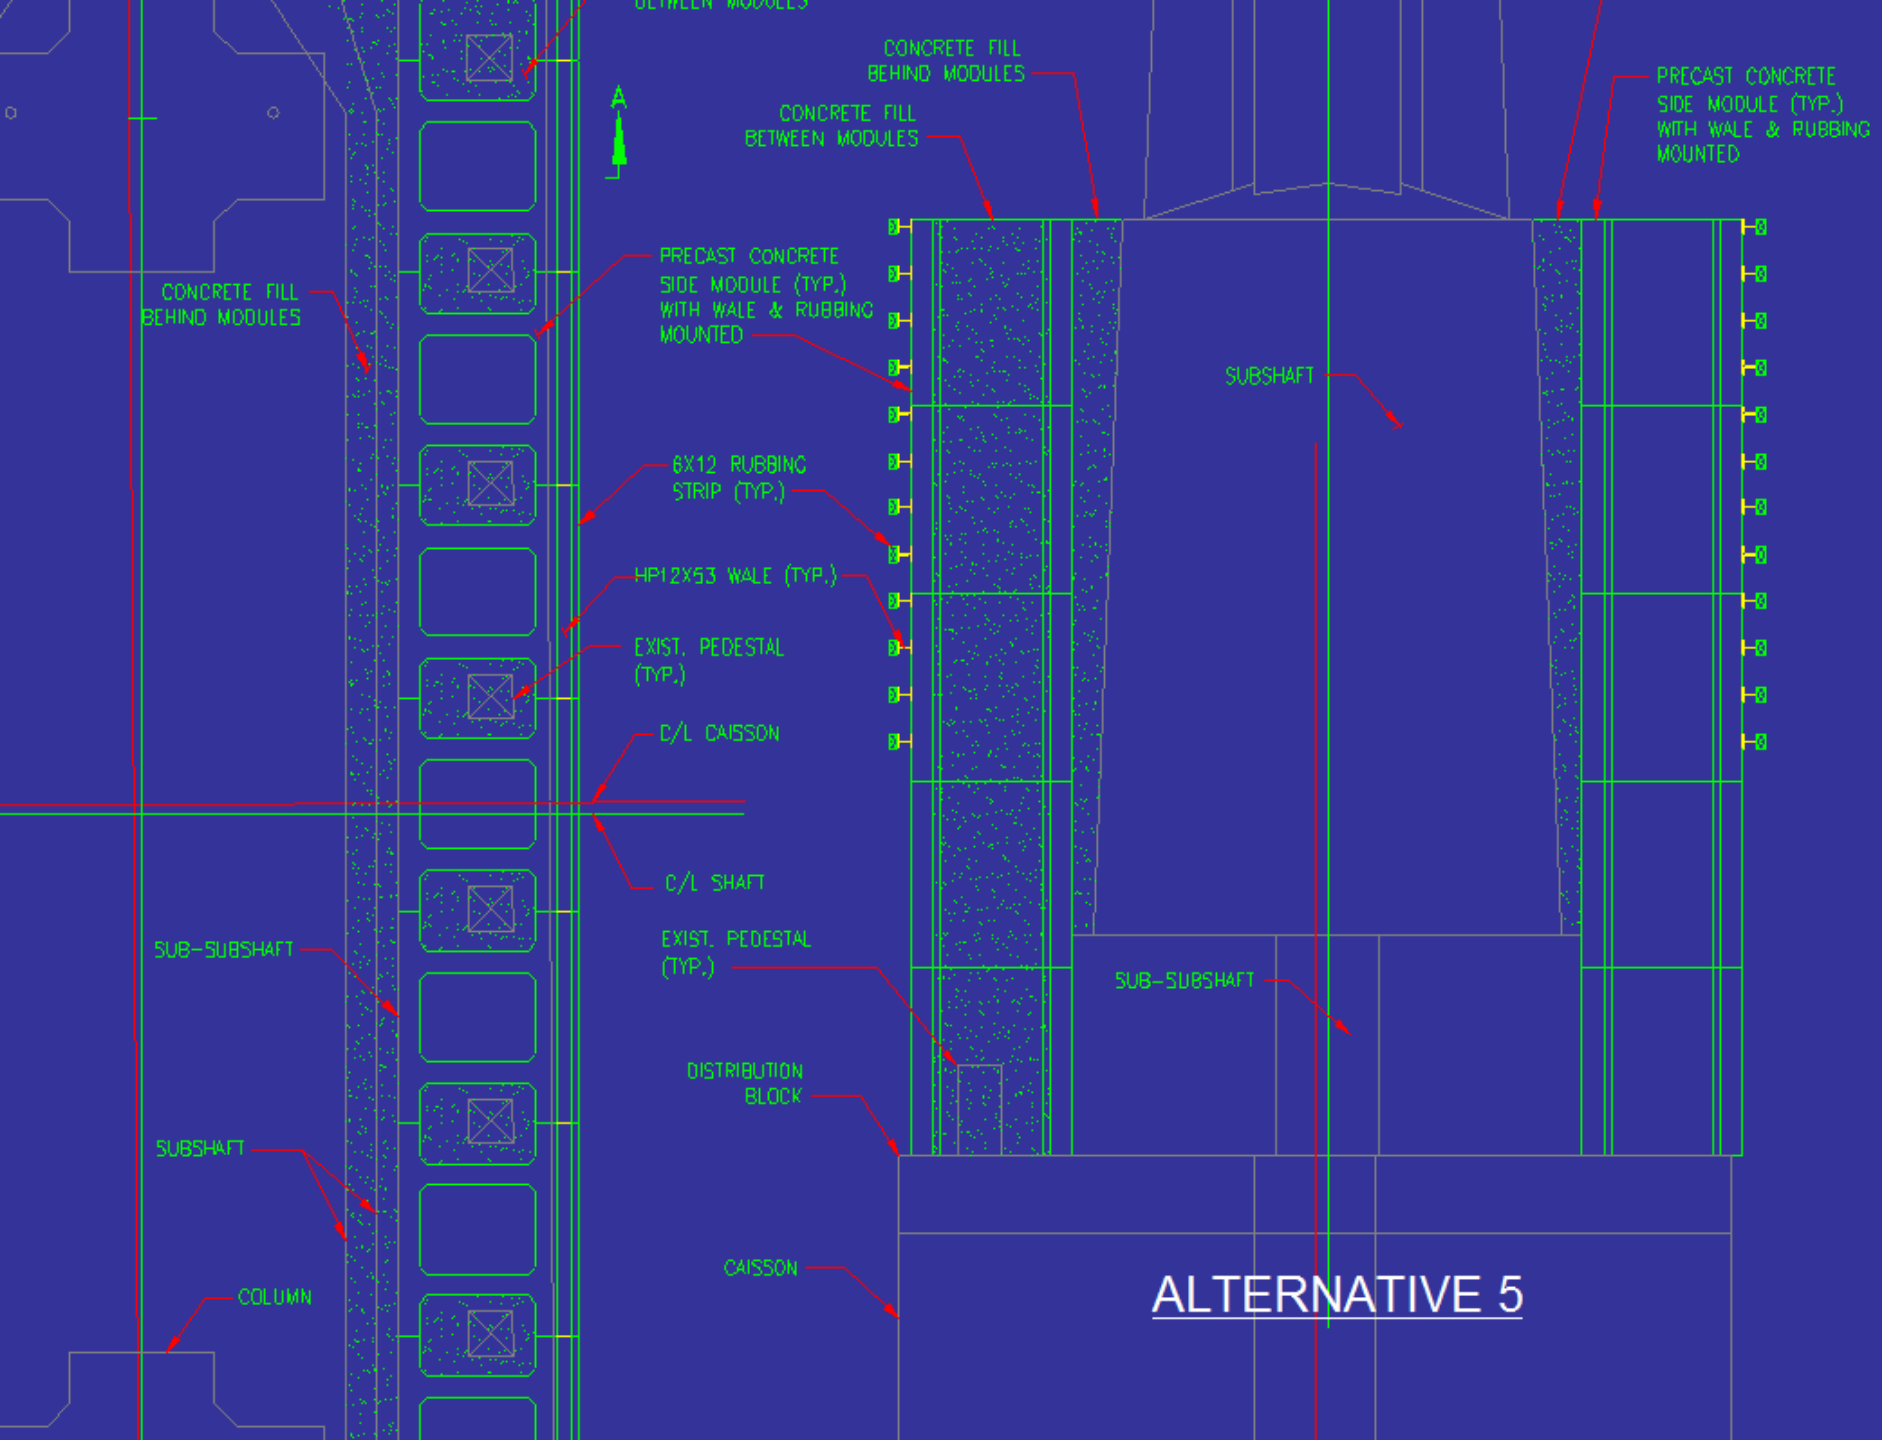 BETWEEN MODULES
CONCRETE FILL
BEHIND MODULES
CONCRETE FILL
BETWEEN MODULES
PRECAST CONCRETE
SIDE MODULE (TYP.)
WITH WALE & RUBBING
MOUNTED
A
CONCRETE FILL
BEHIND MODULES
PRECAST CONCRETE
SIDE MODULE (TYP.)
WITH WALE & RUBBING
MOUNTED
SUBSHAFT
6X12 RUBBING
STRIP (TYP.)
HP12X53 WALE (TYP.)
EXIST. PEDESTAL
(TYP.)
C/L CAISSON
C/L SHAFT
SUB-SUBSHAFT
EXIST. PEDESTAL
(TYP.)
SUB-SUBSHAFT
DISTRIBUTION
BLOCK
SUBSHAFT
CAISSON
COLUMN
ALTERNATIVE 5